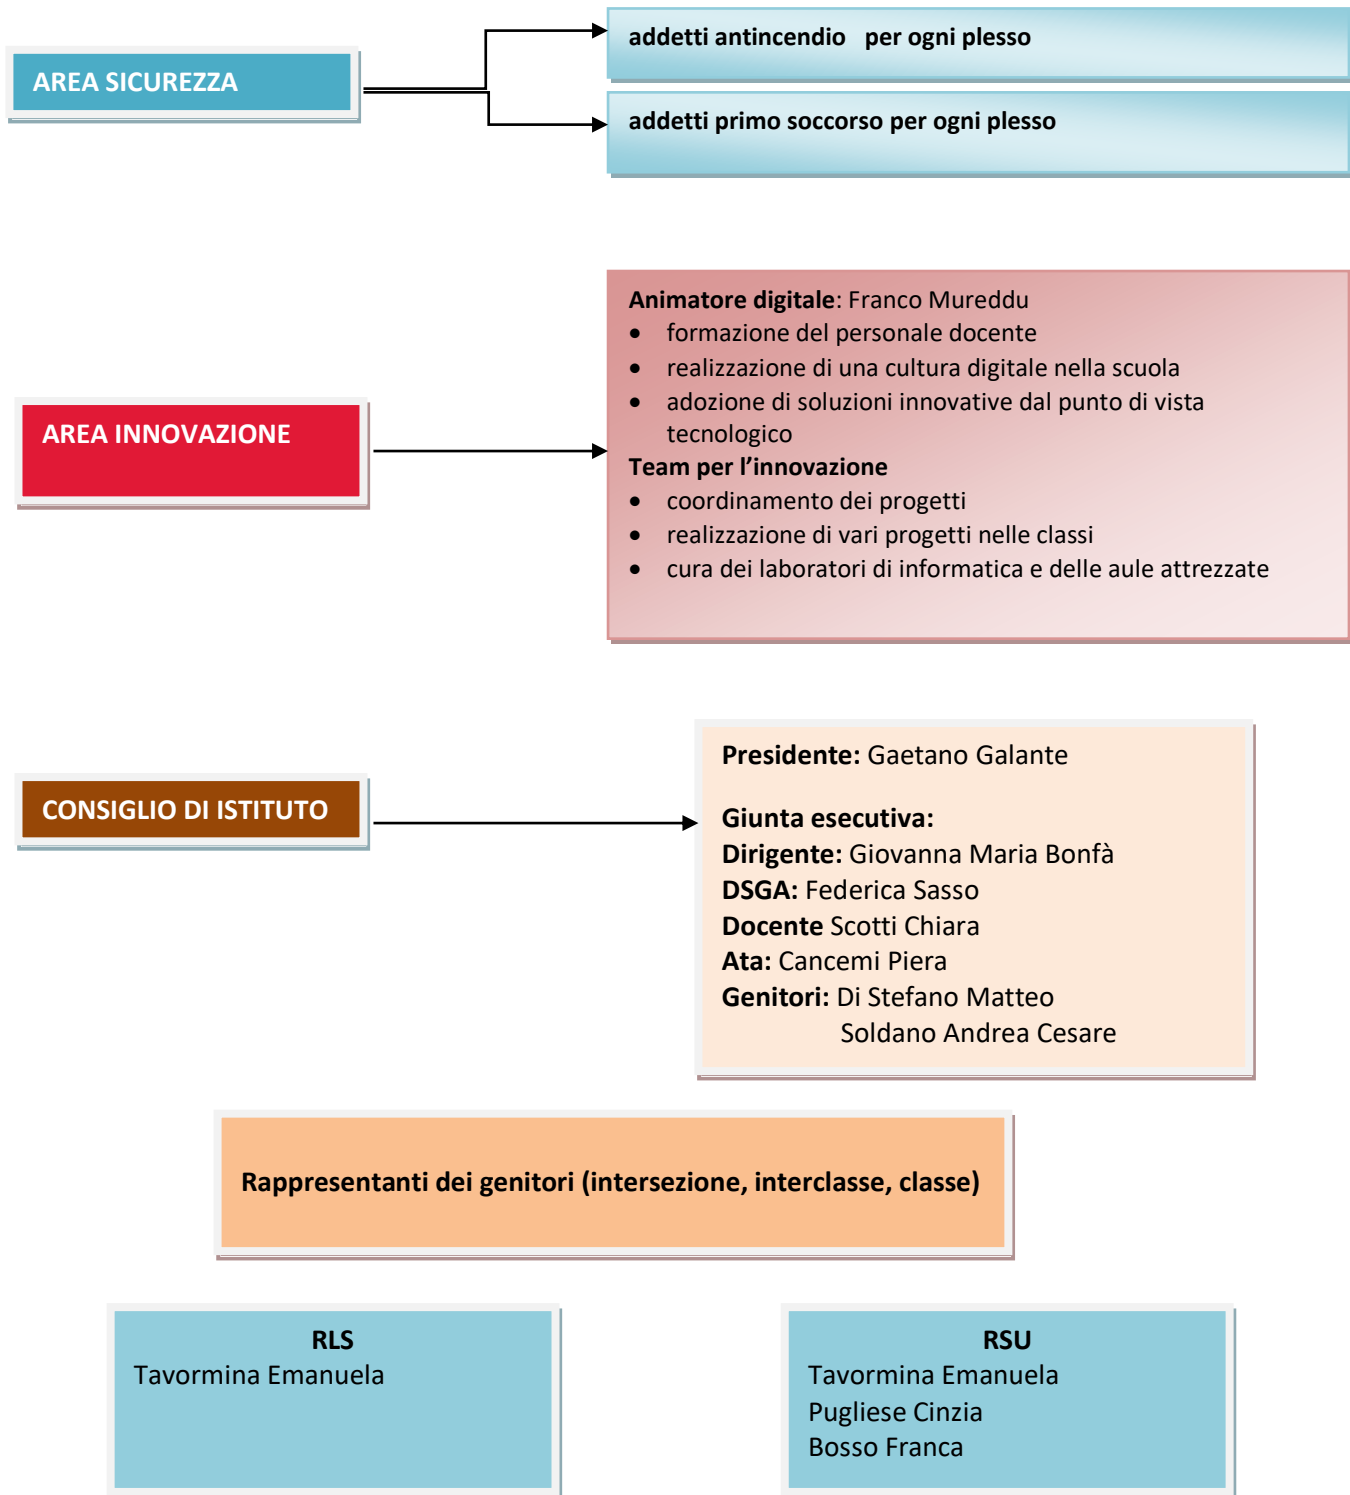 AREA SICUREZZA
addetti antincendio   per ogni plesso
addetti primo soccorso per ogni plesso
AREA INNOVAZIONE
Animatore digitale: Franco Mureddu
• formazione del personale docente
• realizzazione di una cultura digitale nella scuola
• adozione di soluzioni innovative dal punto di vista
tecnologico
Team per l’innovazione
• coordinamento dei progetti
• realizzazione di vari progetti nelle classi
• cura dei laboratori di informatica e delle aule attrezzate
CONSIGLIO DI ISTITUTO
Presidente: Gaetano Galante
Giunta esecutiva:
Dirigente: Giovanna Maria Bonfà
DSGA: Federica Sasso
Docente Scotti Chiara
Ata: Cancemi Piera
Genitori: Di Stefano Matteo
Soldano Andrea Cesare
Rappresentanti dei genitori (intersezione, interclasse, classe)
RLS
Tavormina Emanuela
RSU
Tavormina Emanuela
Pugliese Cinzia
Bosso Franca